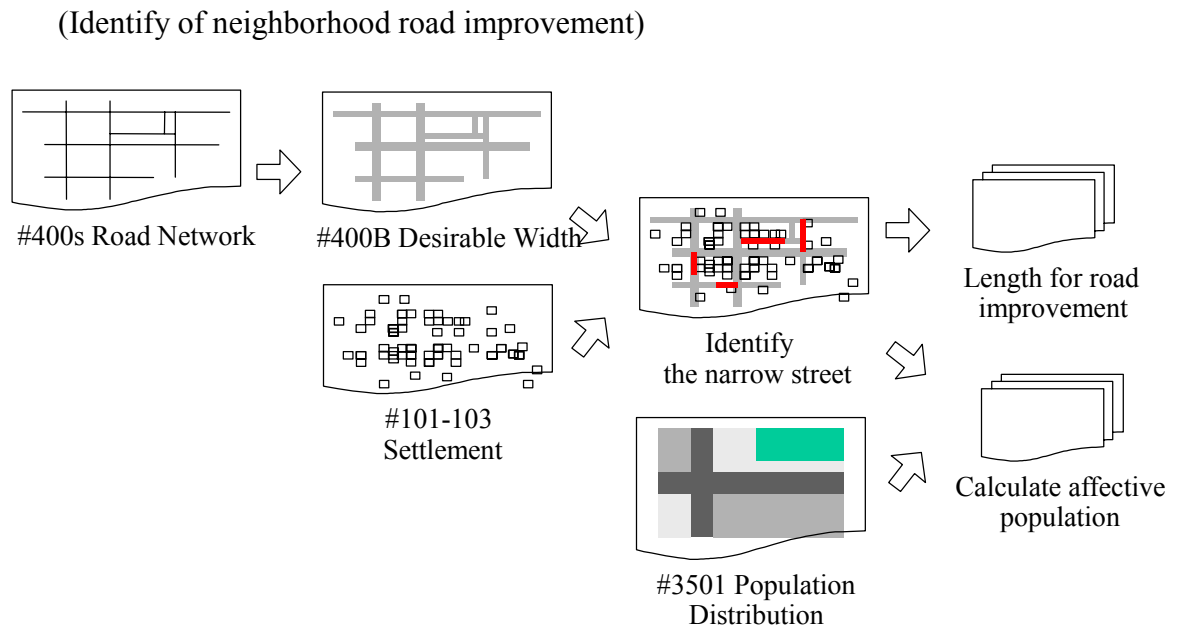 (Identify of neighborhood road improvement)
#400s Road Network
#400B Desirable Width
#101-103
Settlement
Identify
the narrow street
Length for road
improvement
#3501 Population
Distribution
Calculate affective
population